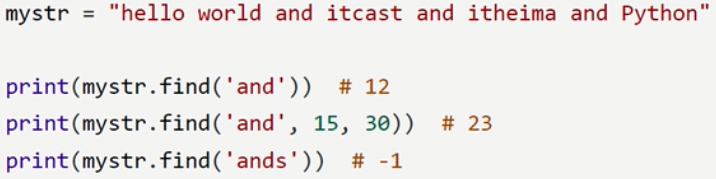 mystr = "hello world and itcast and itheima and Python"
print(mystr.find('and'))  # 12
print(mystr.find('and', 15, 30))  # 23
print(mystr.find('ands'))  # -1